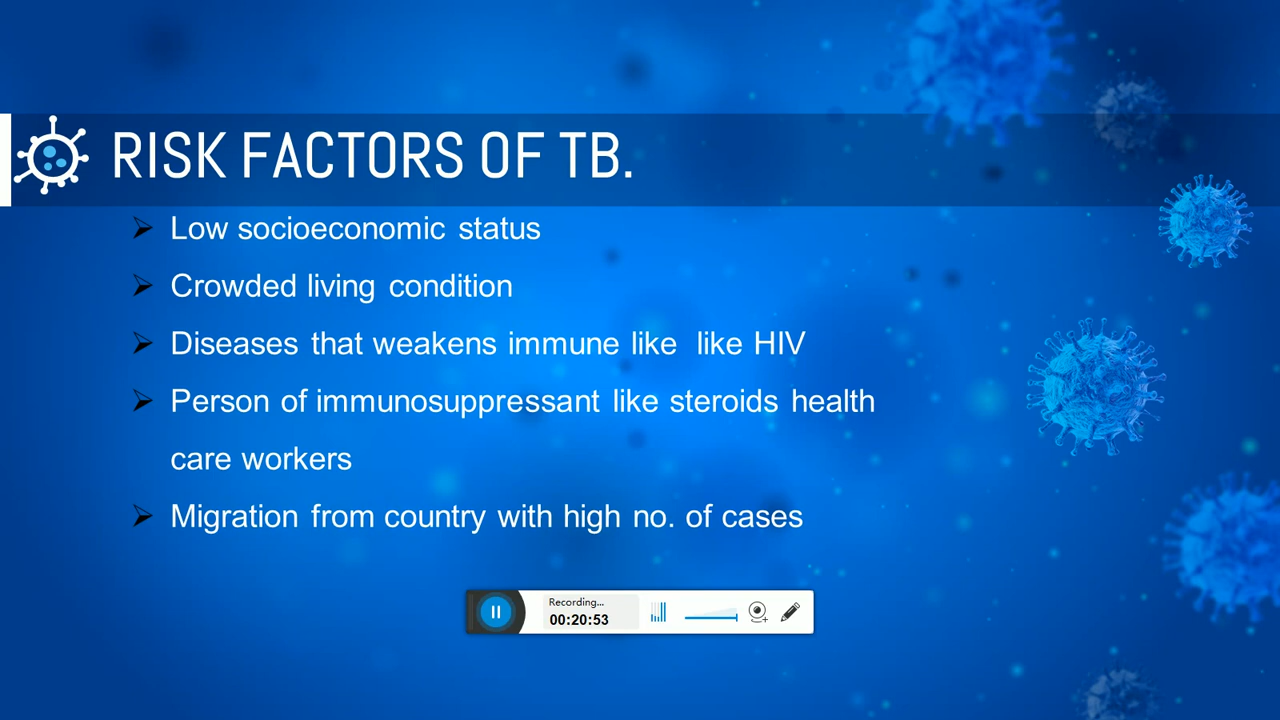 RISK FACTORS OF TB.
Low socioeconomic status
Crowded living condition
Diseases that weakens immune like like HIV
Person of immunosuppressant like steroids health
care workers
Migration from country with high no. of cases
Recording...
00:20:53